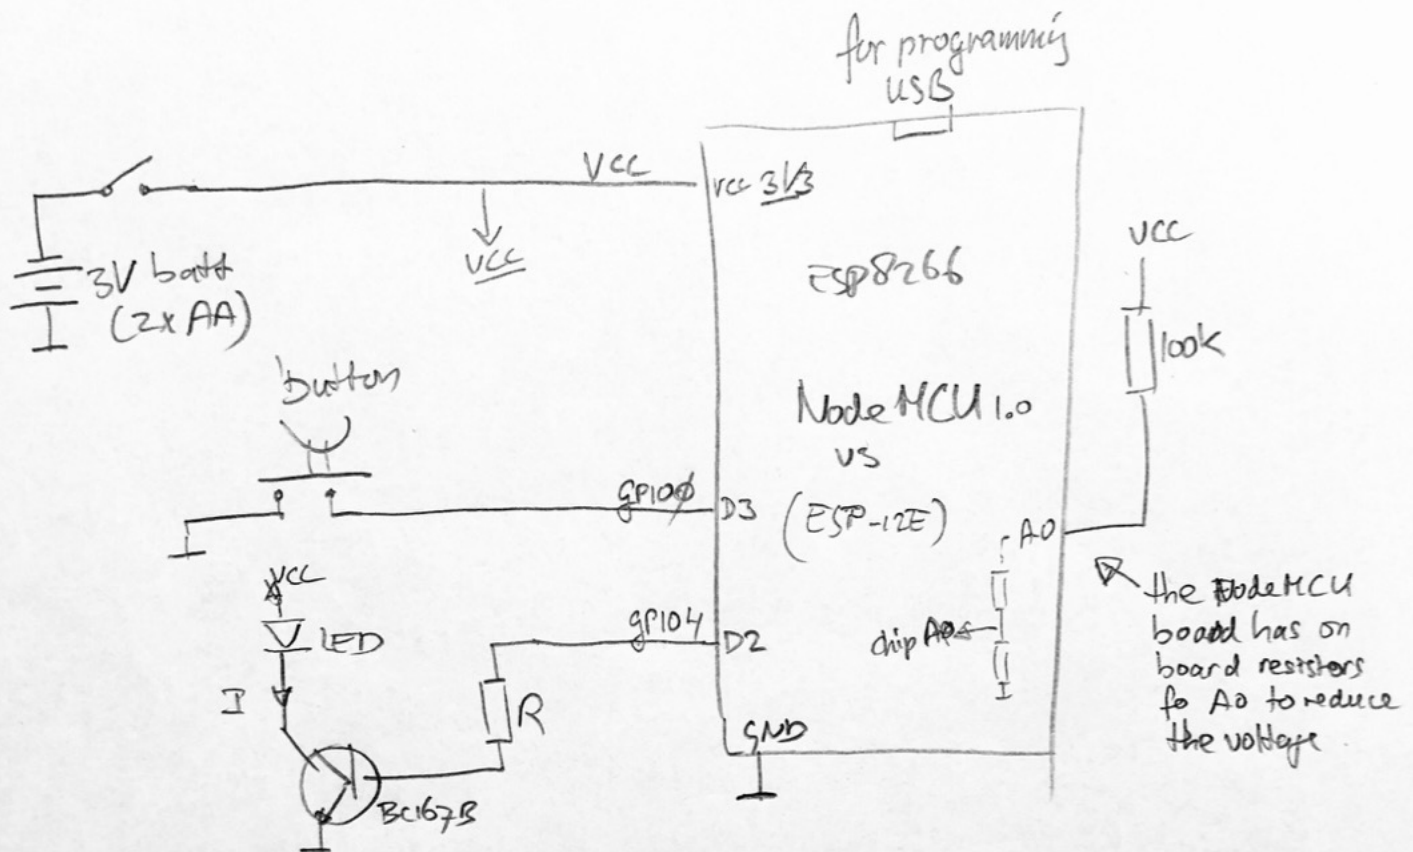 for programming
USB
VCC
VCC 3V3
VCC
3V batt
(2x AA)
ESP8266
VCC
100k
button
NodeMCU 1.0
VS
(ESP-12E)
GPIO0
D3
A0
VCC
LED
I
GPIO4
D2
chip A0
R
GND
BC167B
the NodeMCU
board has on
board resistors
fo A0 to reduce
the voltage